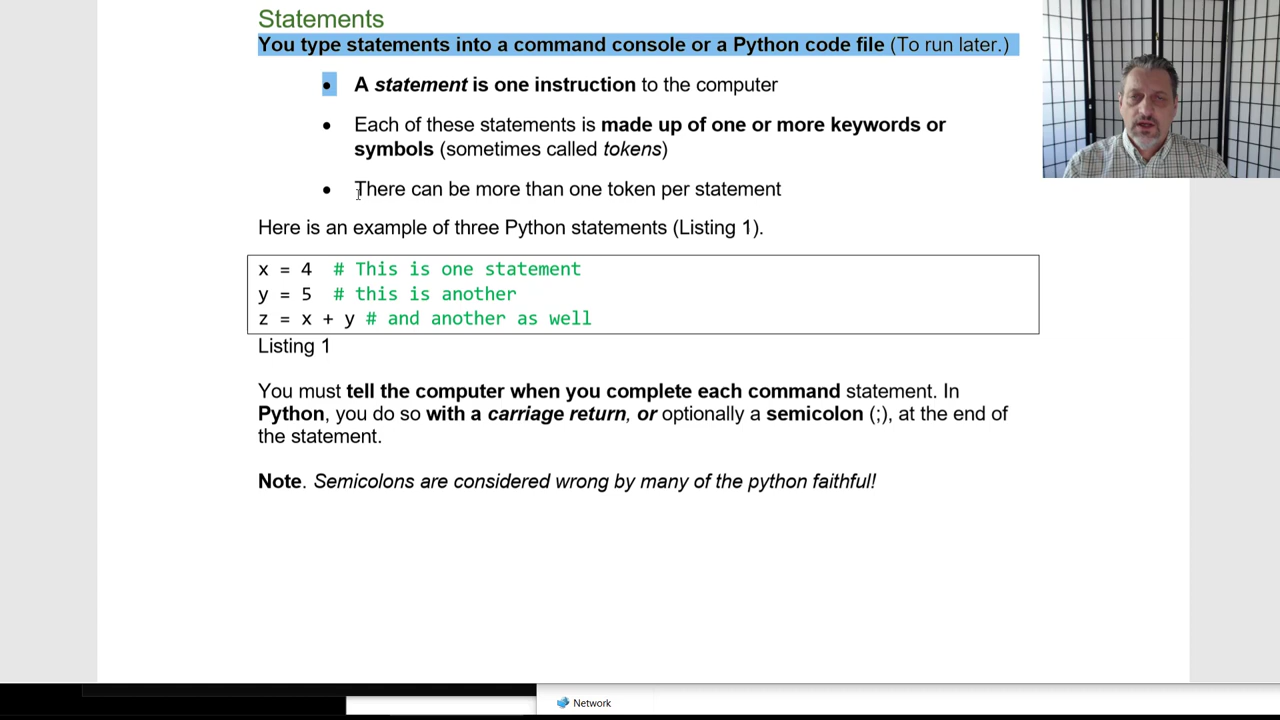 Statements
You type statements into a command console or a Python code file (To run later.)
• A statement is one instruction to the computer
• Each of these statements is made up of one or more keywords or
symbols (sometimes called tokens)
• There can be more than one token per statement
Here is an example of three Python statements (Listing 1).
x = 4  # This is one statement
y = 5  # this is another
z = x + y # and another as well
Listing 1
You must tell the computer when you complete each command statement. In
Python, you do so with a carriage return, or optionally a semicolon (;), at the end of
the statement.
Note. Semicolons are considered wrong by many of the python faithful!
Network